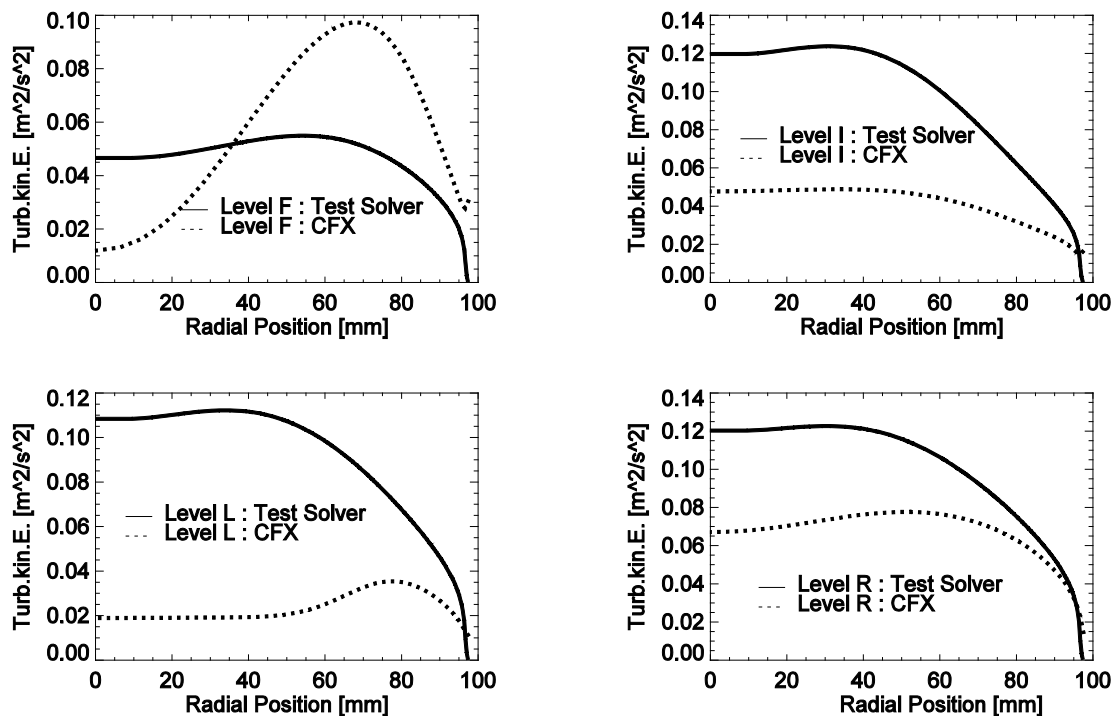 0.10
0.08
0.06
0.04
0.02
0.00
Turb.kin.E. [m^2/s^2]
Level F : Test Solver
Level F : CFX
0 20 40 60 80 100
Radial Position [mm]
0.14
0.12
0.10
0.08
0.06
0.04
0.02
0.00
Turb.kin.E. [m^2/s^2]
Level I : Test Solver
Level I : CFX
0 20 40 60 80 100
Radial Position [mm]
0.12
0.10
0.08
0.06
0.04
0.02
0.00
Turb.kin.E. [m^2/s^2]
Level L : Test Solver
Level L : CFX
0 20 40 60 80 100
Radial Position [mm]
0.14
0.12
0.10
0.08
0.06
0.04
0.02
0.00
Turb.kin.E. [m^2/s^2]
Level R : Test Solver
Level R : CFX
0 20 40 60 80 100
Radial Position [mm]